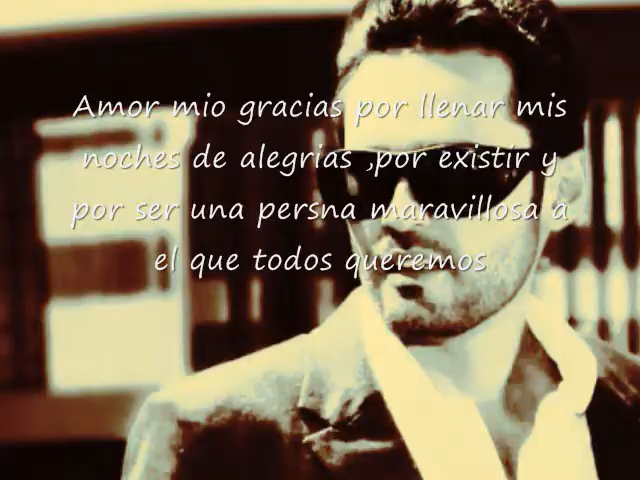 Amor mio gracias por llenar mis
noches de alegrias ,por existir y
por ser una persna maravillosa a
el que todos queremos